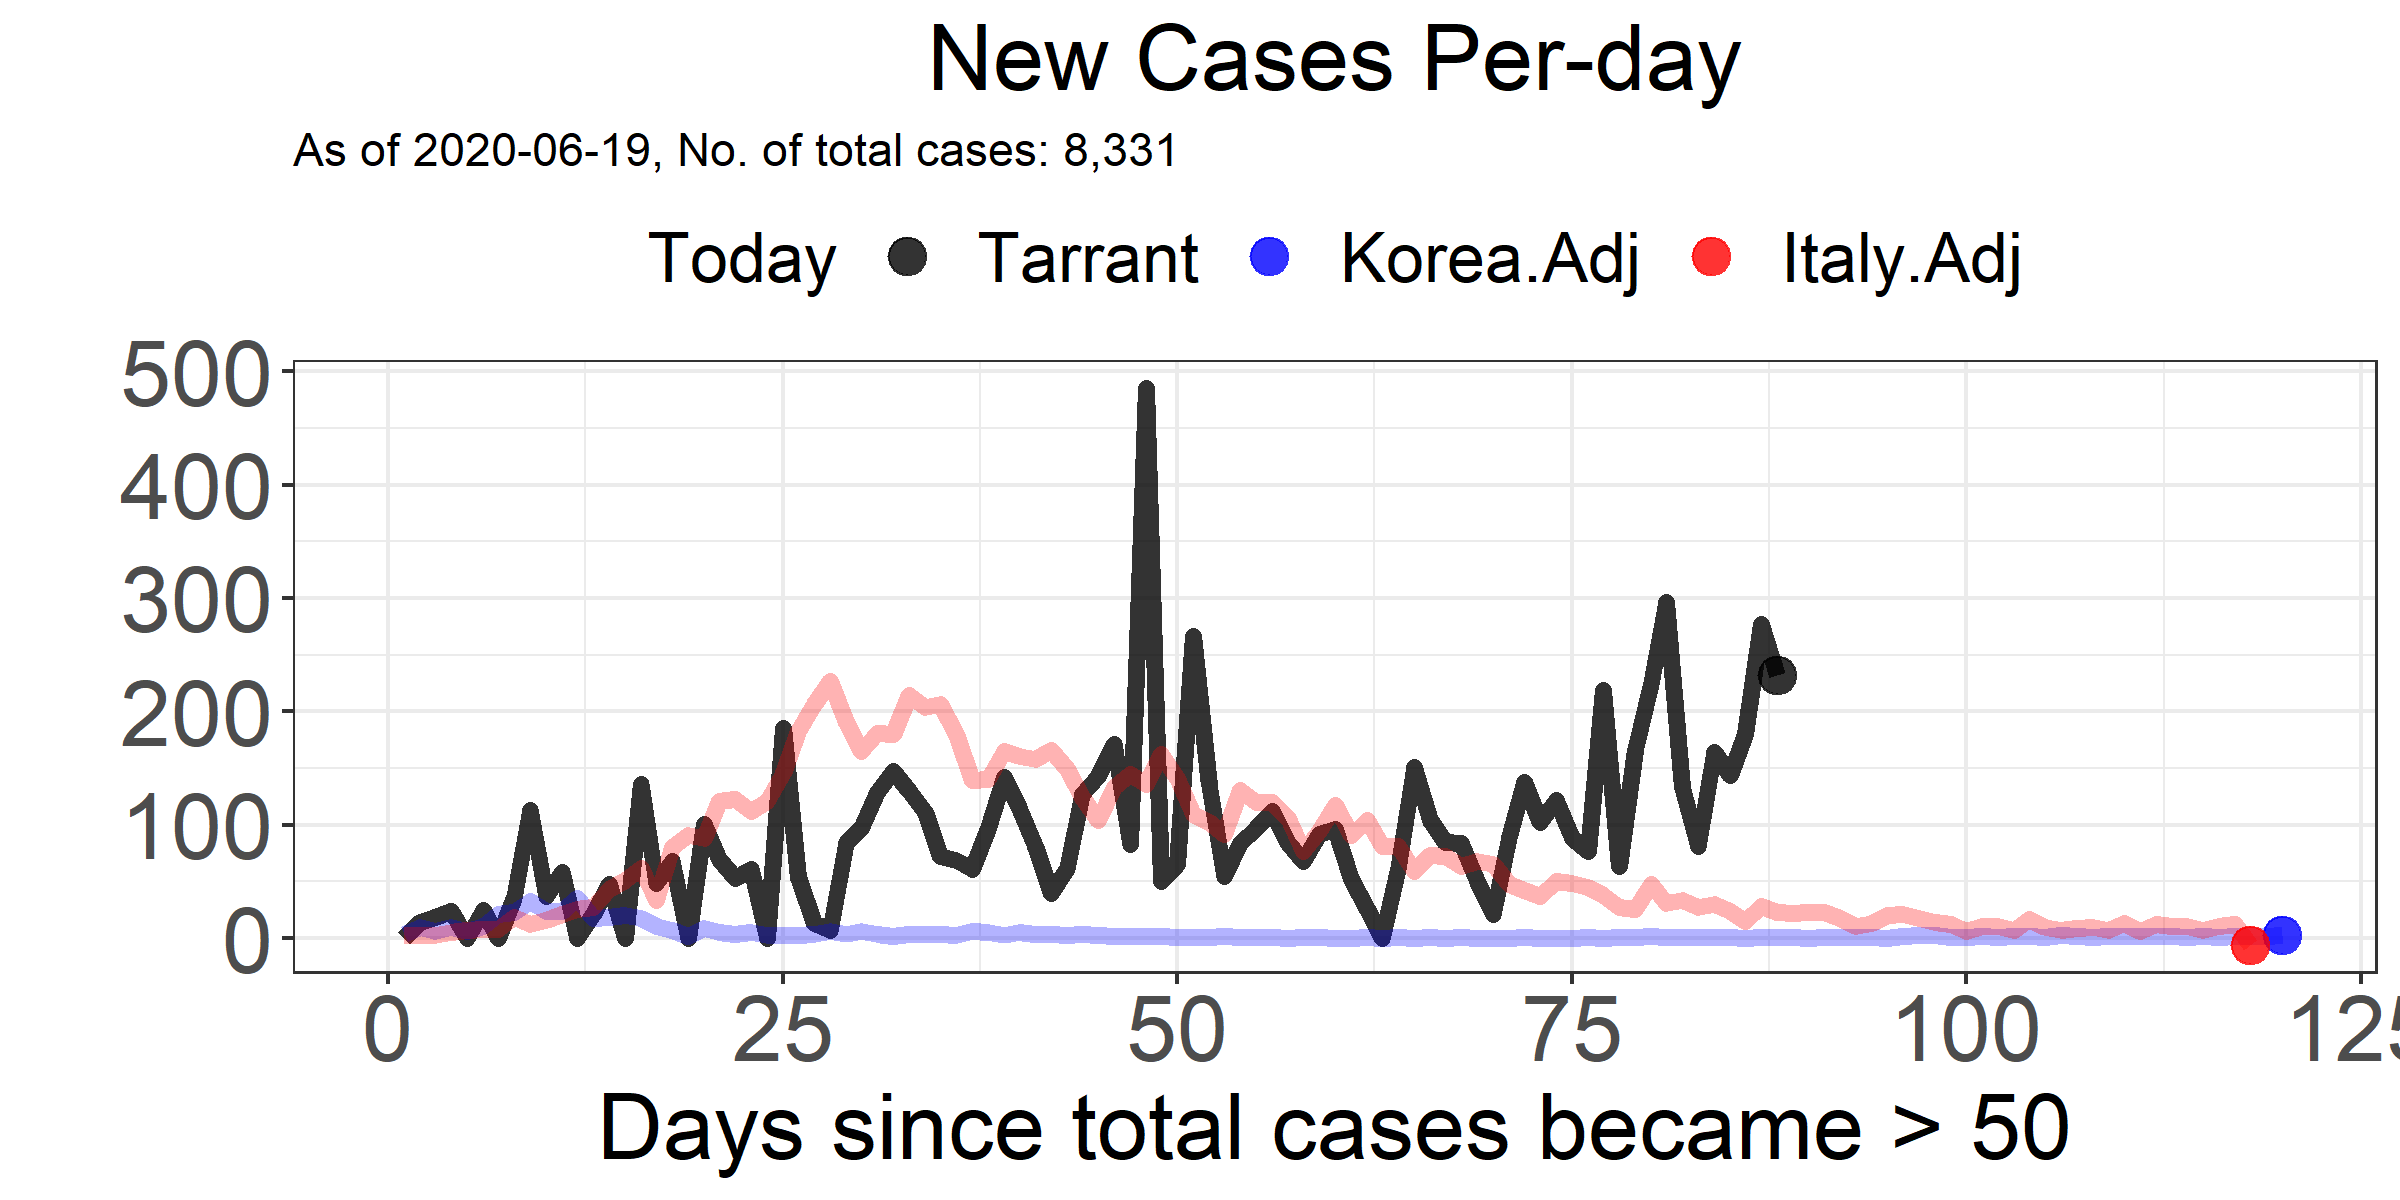 New Cases Per-day
As of 2020-06-19, No. of total cases: 8,331
Today Tarrant Korea.Adj Italy.Adj
500
400
300
200
100
0
0 25 50 75 100 125
Days since total cases became > 50